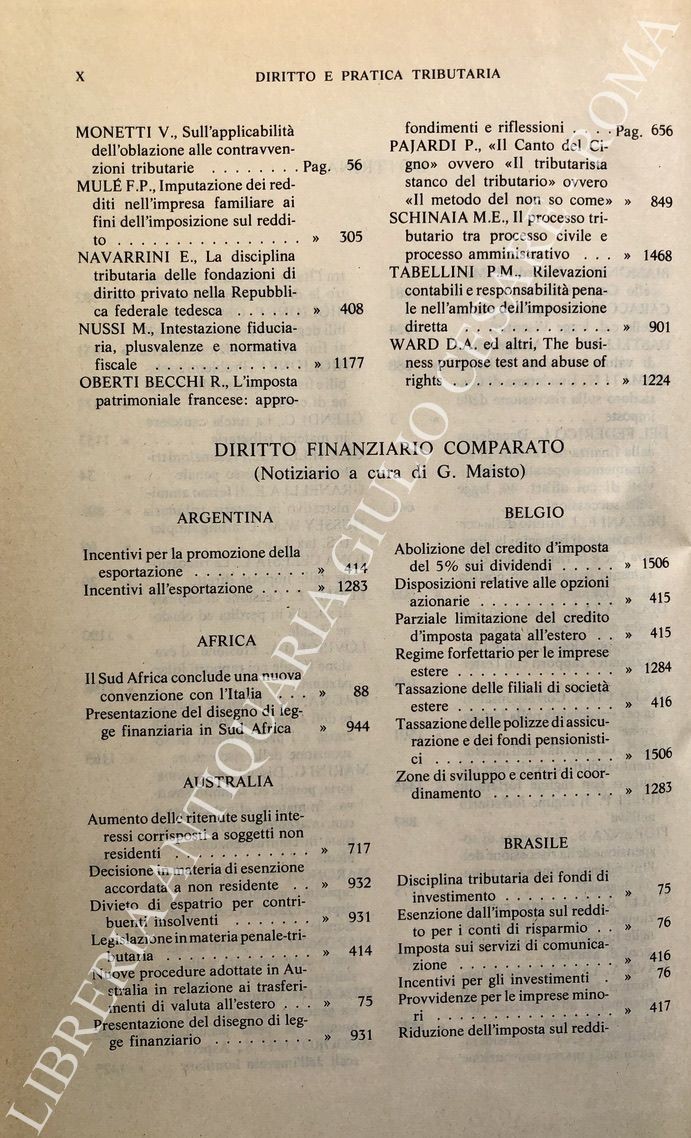 X
DIRITTO E PRATICA TRIBUTARIA
MONETTI V., Sull'applicabilità
dell'oblazione alle contravven-
zioni tributarie . . . . . . . . Pag. 56
MULÉ F.P., Imputazione dei red-
diti nell'impresa familiare ai
fini dell'imposizione sul reddi-
to . . . . . . . . . . . . . . . . » 305
NAVARRINI E., La disciplina
tributaria delle fondazioni di
diritto privato nella Repubbli-
ca federale tedesca . . . . . . » 408
NUSSI M., Intestazione fiducia-
ria, plusvalenze e normativa
fiscale . . . . . . . . . . . . . » 1177
OBERTI BECCHI R., L'imposta
patrimoniale francese: appro-
fondimenti e riflessioni . . . . Pag. 656
PAJARDI P., «Il Canto del Ci-
gno» ovvero «Il tributarista
stanco del tributario» ovvero
«Il metodo del non so come» » 849
SCHINAIA M.E., Il processo tri-
butario tra processo civile e
processo amministrativo . . . » 1468
TABELLINI P.M., Rilevazioni
contabili e responsabilità pena-
le nell'ambito dell'imposizione
diretta . . . . . . . . . . . . . » 901
WARD D.A. ed altri, The busi-
ness purpose test and abuse of
rights . . . . . . . . . . . . . . » 1224
DIRITTO FINANZIARIO COMPARATO
(Notiziario a cura di G. Maisto)
ARGENTINA
Incentivi per la promozione della
esportazione . . . . . . . . . . » 414
Incentivi all'esportazione . . . . » 1283
AFRICA
Il Sud Africa conclude una nuova
convenzione con l'Italia . . . » 88
Presentazione del disegno di leg-
ge finanziaria in Sud Africa » 944
AUSTRALIA
Aumento delle ritenute sugli inte-
ressi corrisposti a soggetti non
residenti . . . . . . . . . . . . » 717
Decisione in materia di esenzione
accordata a non residente . . » 932
Divieto di espatrio per contri-
buenti insolventi . . . . . . . » 931
Legislazione in materia penale-tri-
butaria . . . . . . . . . . . . . » 414
Nuove procedure adottate in Au-
stralia in relazione ai trasferi-
menti di valuta all'estero . . . » 75
Presentazione del disegno di leg-
ge finanziario . . . . . . . . . » 931
BELGIO
Abolizione del credito d'imposta
del 5% sui dividendi . . . . . » 1506
Disposizioni relative alle opzioni
azionarie . . . . . . . . . . . . » 415
Parziale limitazione del credito
d'imposta pagata all'estero . . » 415
Regime forfettario per le imprese
estere . . . . . . . . . . . . . . » 1284
Tassazione delle filiali di società
estere . . . . . . . . . . . . . . » 416
Tassazione delle polizze di assicu-
razione e dei fondi pensionisti-
ci . . . . . . . . . . . . . . . . » 1506
Zone di sviluppo e centri di coor-
dinamento . . . . . . . . . . . » 1283
BRASILE
Disciplina tributaria dei fondi di
investimento . . . . . . . . . . » 75
Esenzione dall'imposta sul reddi-
to per i conti di risparmio . . » 76
Imposta sui servizi di comunica-
zione . . . . . . . . . . . . . . » 416
Incentivi per gli investimenti . » 76
Provvidenze per le imprese mino-
ri . . . . . . . . . . . . . . . . » 417
Riduzione dell'imposta sul reddi-
LIBRERIA ANTIQUARIA GIULIO CESARE ROMA